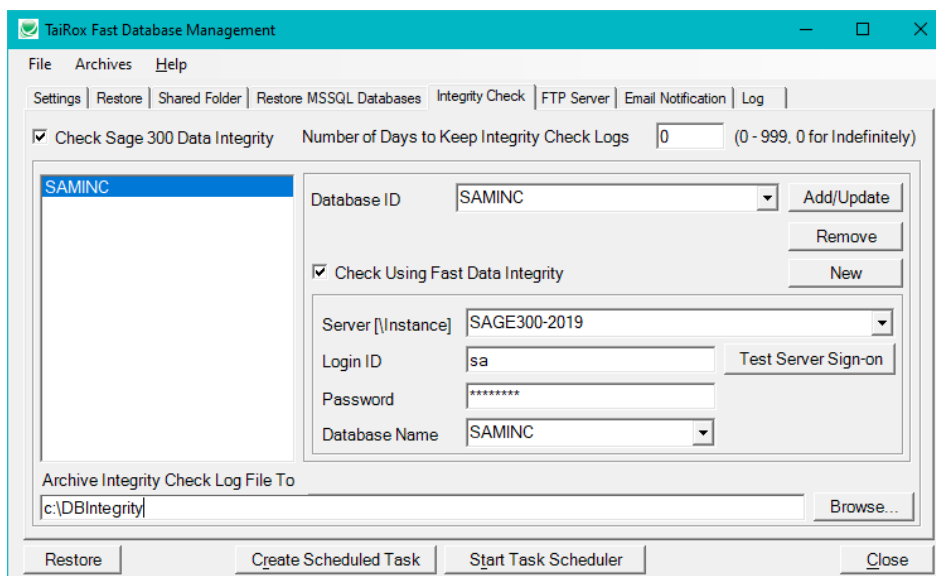 TaiRox Fast Database Management
File Archives Help
Settings Restore Shared Folder Restore MSSQL Databases Integrity Check FTP Server Email Notification Log
Check Sage 300 Data Integrity Number of Days to Keep Integrity Check Logs 0 (0 - 999, 0 for Indefinitely)
SAMINC
Database ID SAMINC Add/Update
Remove
Check Using Fast Data Integrity New
Server [\Instance] SAGE300-2019
Login ID sa Test Server Sign-on
Password ********
Database Name SAMINC
Archive Integrity Check Log File To
c:\DBIntegrity Browse...
Restore Create Scheduled Task Start Task Scheduler Close